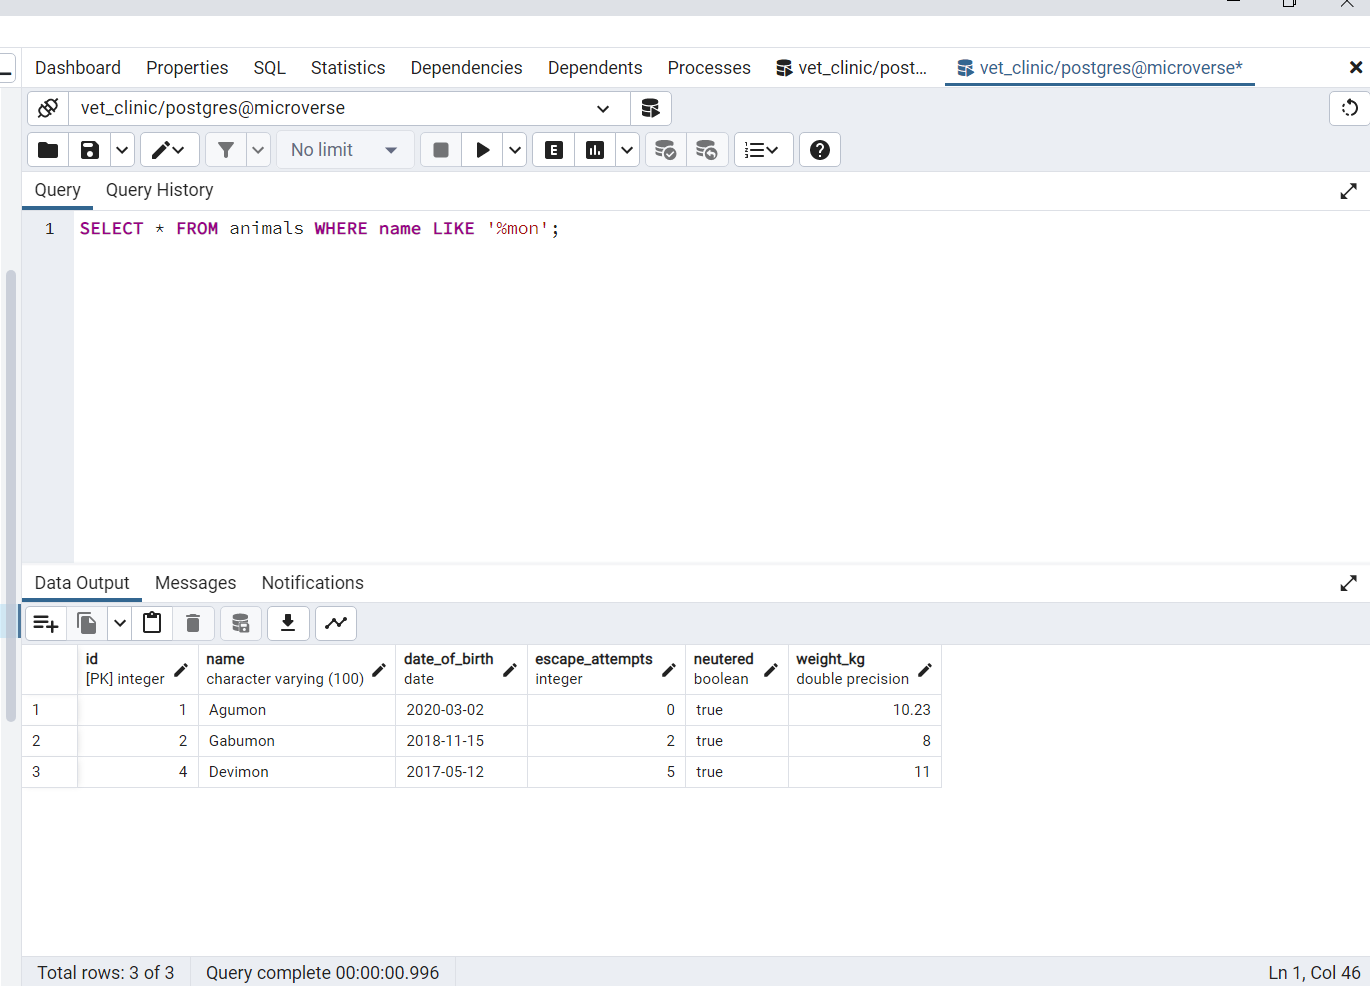 Dashboard Properties SQL Statistics Dependencies Dependents Processes vet_clinic/post... vet_clinic/postgres@microverse*
vet_clinic/postgres@microverse
No limit E
Query Query History
1 SELECT * FROM animals WHERE name LIKE '%mon';
Data Output Messages Notifications
id name date_of_birth escape_attempts neutered weight_kg
[PK] integer character varying (100) date integer boolean double precision
1 1 Agumon 2020-03-02 0 true 10.23
2 2 Gabumon 2018-11-15 2 true 8
3 4 Devimon 2017-05-12 5 true 11
Total rows: 3 of 3 Query complete 00:00:00.996 Ln 1, Col 46